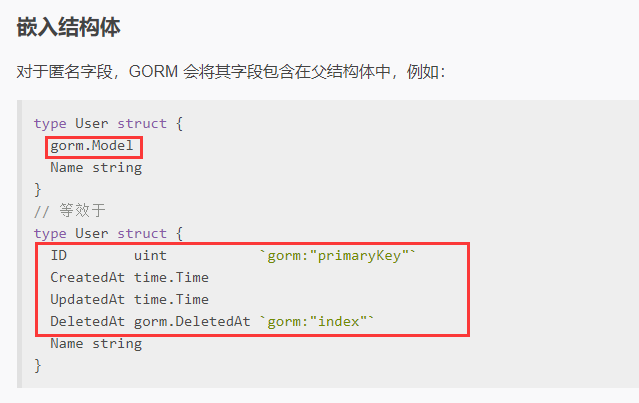 嵌入结构体
对于匿名字段，GORM 会将其字段包含在父结构体中，例如：
type User struct {
  gorm.Model
  Name string
}
// 等效于
type User struct {
  ID        uint           `gorm:"primaryKey"`
  CreatedAt time.Time
  UpdatedAt time.Time
  DeletedAt gorm.DeletedAt `gorm:"index"`
  Name string
}